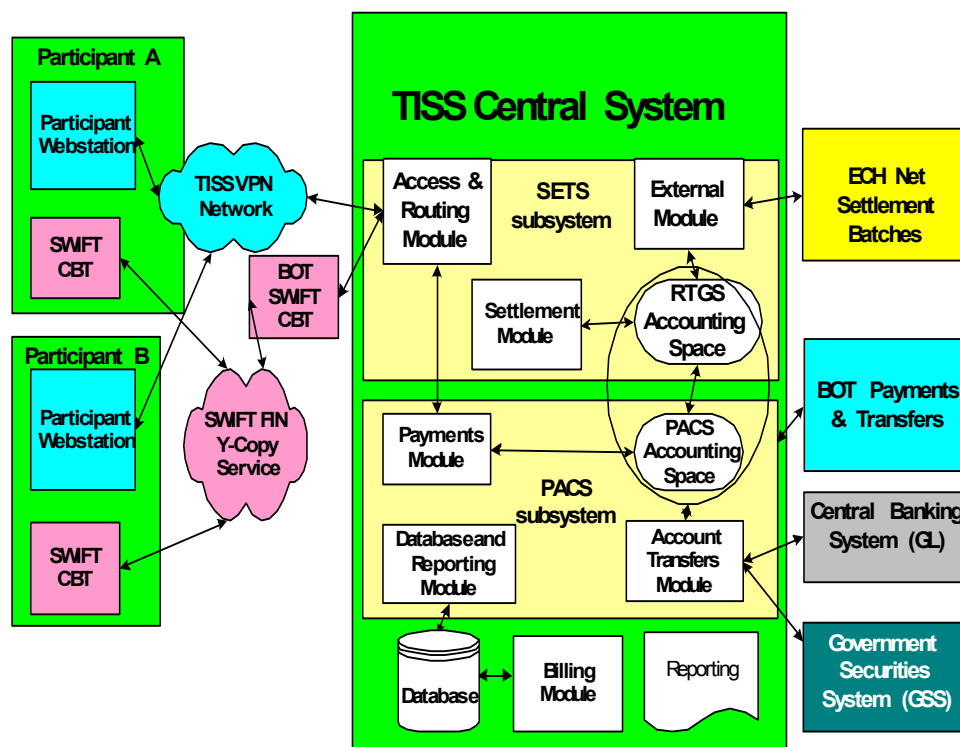 Participant A
Participant
Webstation
SWIFT
CBT
Participant B
Participant
Webstation
SWIFT
CBT
TISS VPN
Network
BOT
SWIFT
CBT
SWIFT FIN
Y-Copy
Service
TISS Central System
Access &
Routing
Module
SETS
subsystem
External
Module
Settlement
Module
RTGS
Accounting
Space
Payments
Module
PACS
Accounting
Space
PACS
subsystem
Databaseand
Reporting
Module
Account
Transfers
Module
Database
Billing
Module
Reporting
ECH Net
Settlement
Batches
BOT Payments
& Transfers
Central Banking
System (GL)
Government
Securities
System (GSS)